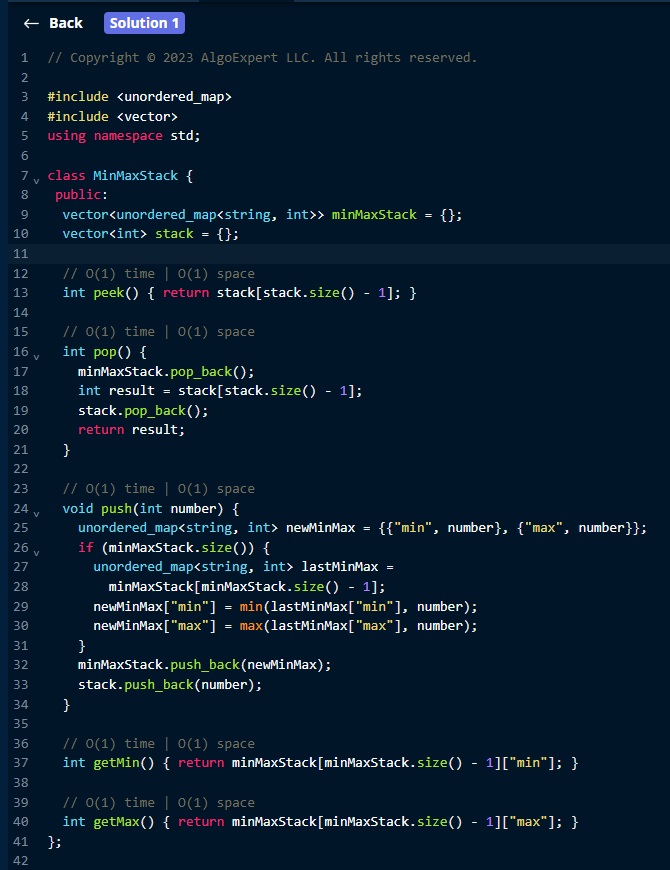 ← Back Solution 1
1 // Copyright © 2023 AlgoExpert LLC. All rights reserved.
2
3 #include <unordered_map>
4 #include <vector>
5 using namespace std;
6
7 class MinMaxStack {
8 public:
9 vector<unordered_map<string, int>> minMaxStack = {};
10 vector<int> stack = {};
11
12 // O(1) time | O(1) space
13 int peek() { return stack[stack.size() - 1]; }
14
15 // O(1) time | O(1) space
16 int pop() {
17 minMaxStack.pop_back();
18 int result = stack[stack.size() - 1];
19 stack.pop_back();
20 return result;
21 }
22
23 // O(1) time | O(1) space
24 void push(int number) {
25 unordered_map<string, int> newMinMax = {{"min", number}, {"max", number}};
26 if (minMaxStack.size()) {
27 unordered_map<string, int> lastMinMax =
28 minMaxStack[minMaxStack.size() - 1];
29 newMinMax["min"] = min(lastMinMax["min"], number);
30 newMinMax["max"] = max(lastMinMax["max"], number);
31 }
32 minMaxStack.push_back(newMinMax);
33 stack.push_back(number);
34 }
35
36 // O(1) time | O(1) space
37 int getMin() { return minMaxStack[minMaxStack.size() - 1]["min"]; }
38
39 // O(1) time | O(1) space
40 int getMax() { return minMaxStack[minMaxStack.size() - 1]["max"]; }
41 };
42